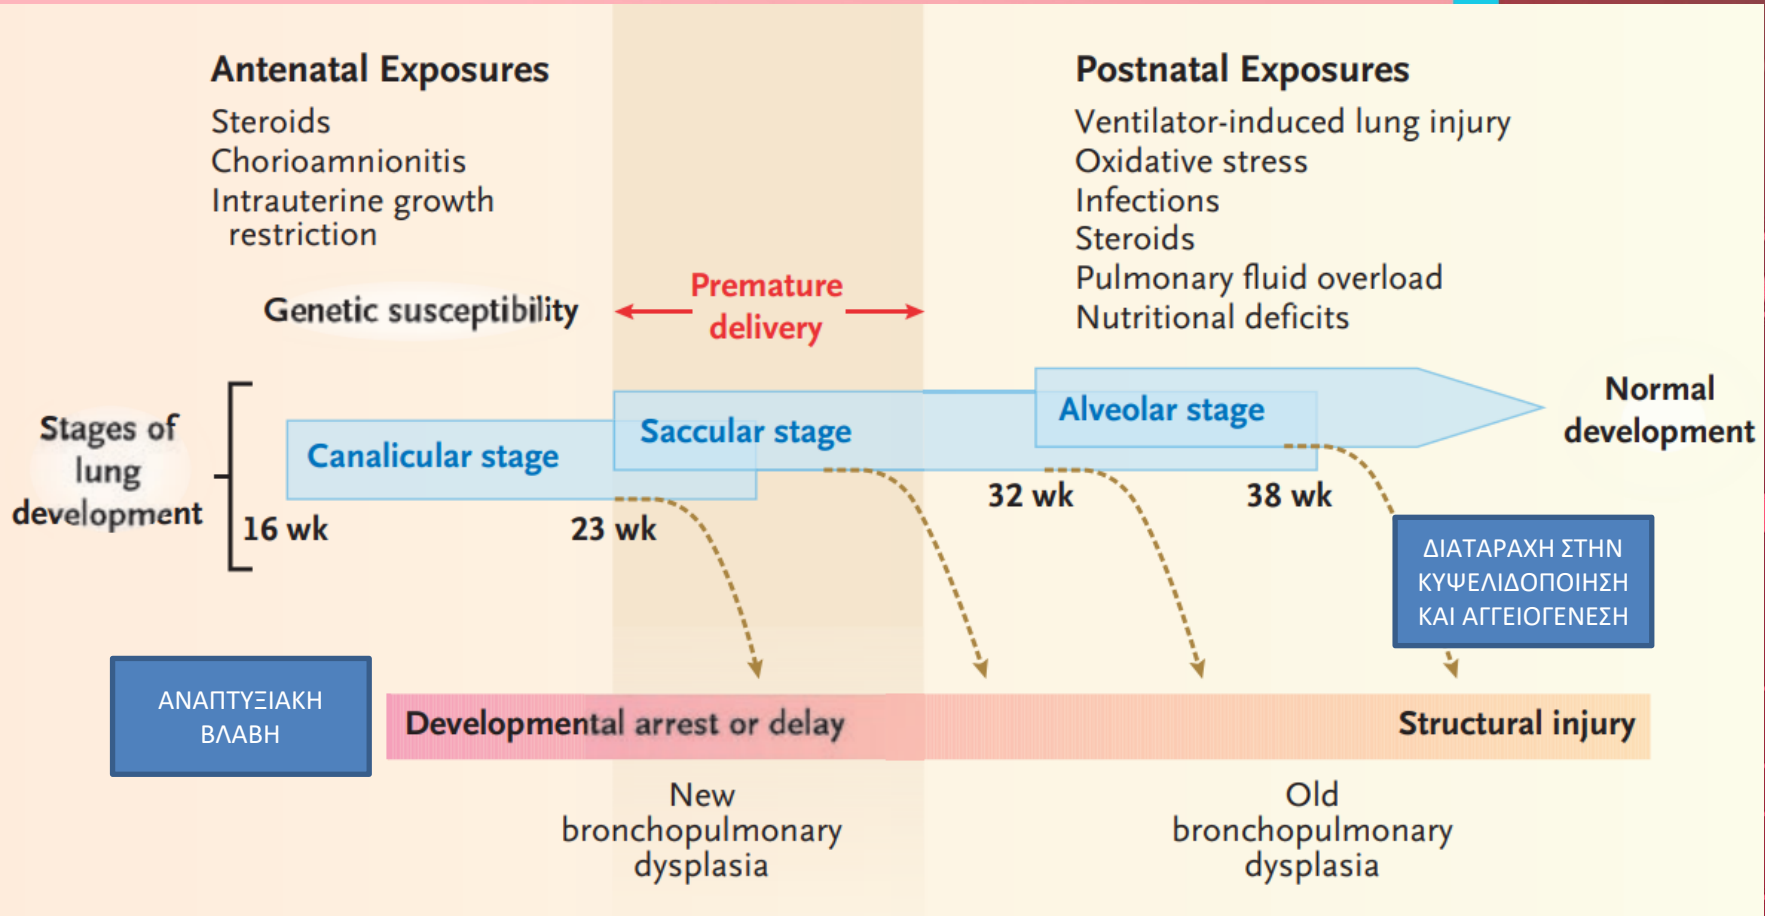 Antenatal Exposures
Steroids
Chorioamnionitis
Intrauterine growth
restriction
Genetic susceptibility
Premature
delivery
Postnatal Exposures
Ventilator-induced lung injury
Oxidative stress
Infections
Steroids
Pulmonary fluid overload
Nutritional deficits
Stages of
lung
development
Canalicular stage
Saccular stage
Alveolar stage
Normal
development
16 wk
23 wk
32 wk
38 wk
ΔΙΑΤΑΡΑΧΗ ΣΤΗΝ
ΚΥΨΕΛΙΔΟΠΟΙΗΣΗ
ΚΑΙ ΑΓΓΕΙΟΓΕΝΕΣΗ
ΑΝΑΠΤΥΞΙΑΚΗ
ΒΛΑΒΗ
Developmental arrest or delay
Structural injury
New
bronchopulmonary
dysplasia
Old
bronchopulmonary
dysplasia